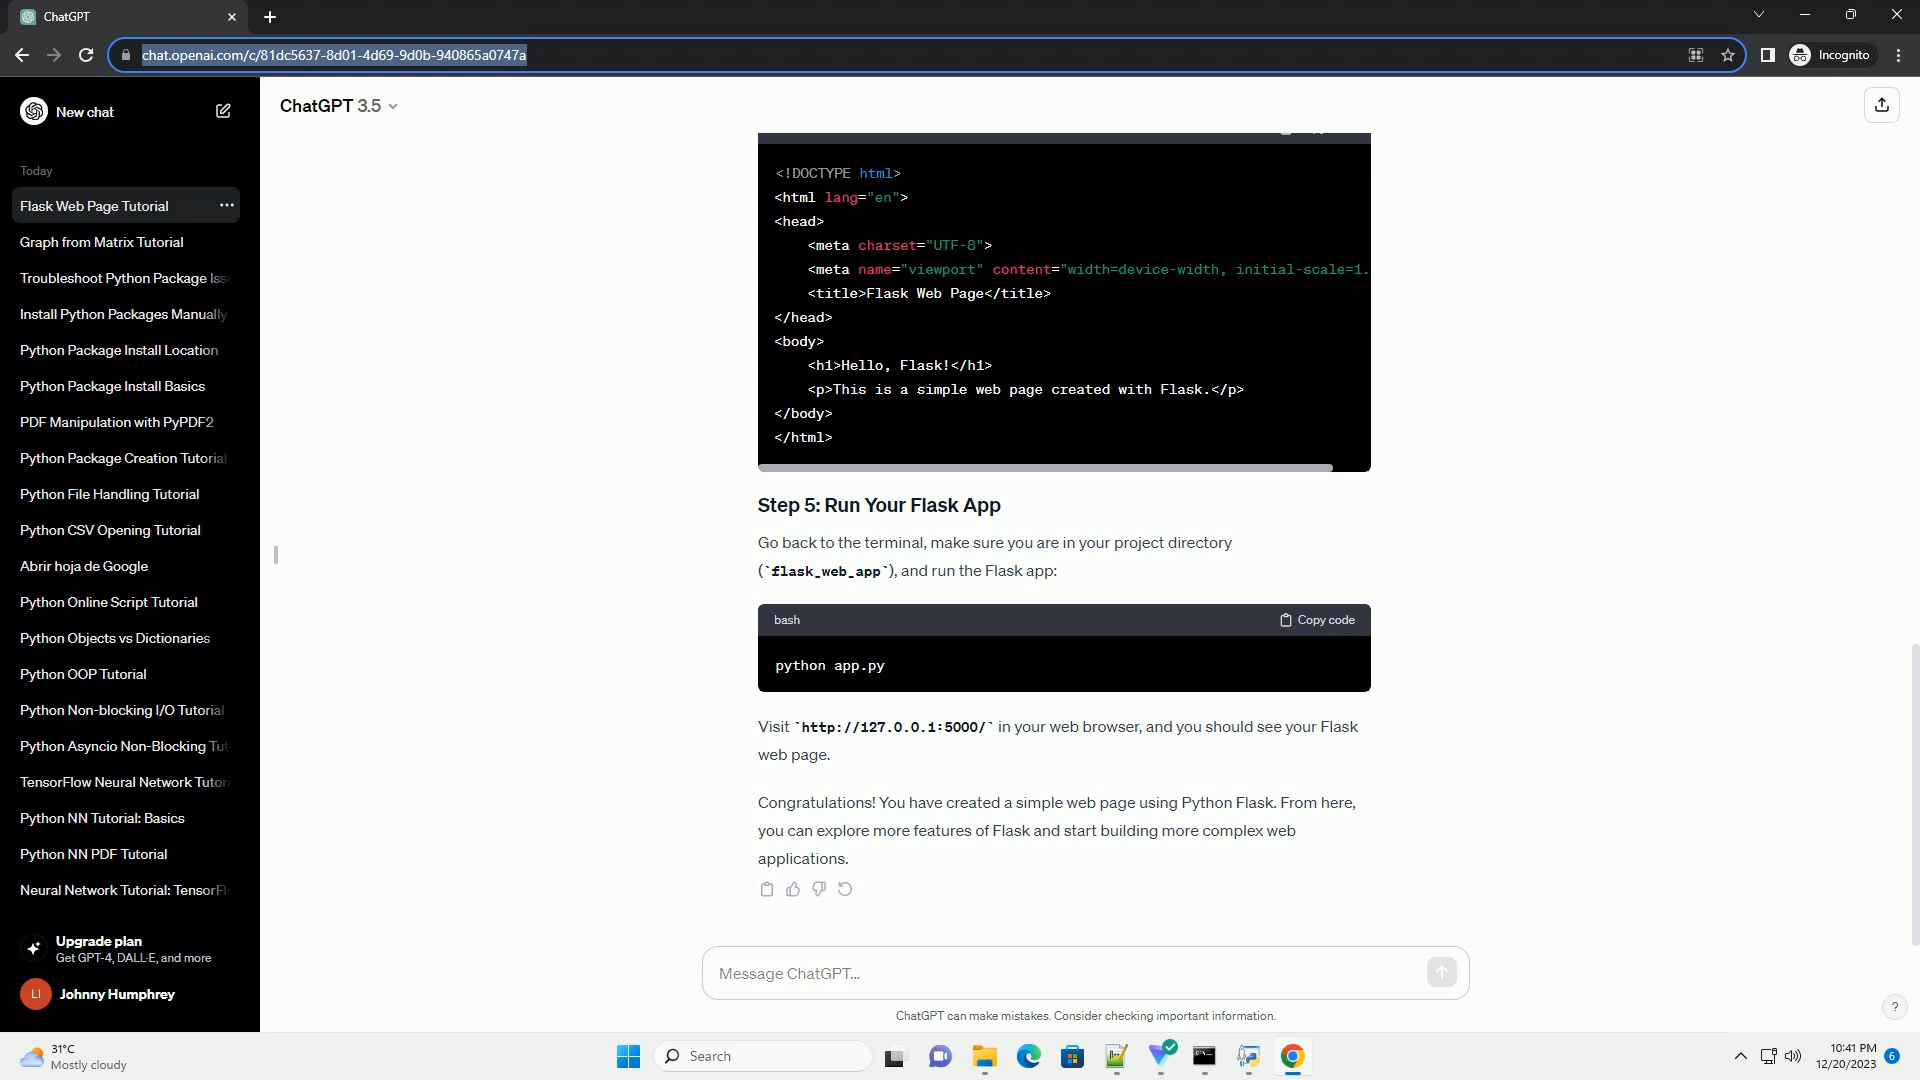 ChatGPT
chat.openai.com/c/81dc5637-8d01-4d69-9d0b-940865a0747a
Incognito
New chat
ChatGPT 3.5
Today
Flask Web Page Tutorial
Graph from Matrix Tutorial
Troubleshoot Python Package Iss
Install Python Packages Manually
Python Package Install Location
Python Package Install Basics
PDF Manipulation with PyPDF2
Python Package Creation Tutorial
Python File Handling Tutorial
Python CSV Opening Tutorial
Abrir hoja de Google
Python Online Script Tutorial
Python Objects vs Dictionaries
Python OOP Tutorial
Python Non-blocking I/O Tutorial
Python Asyncio Non-Blocking Tut
TensorFlow Neural Network Tutori
Python NN Tutorial: Basics
Python NN PDF Tutorial
Neural Network Tutorial: TensorFl
Upgrade plan
Get GPT-4, DALL·E, and more
LI
Johnny Humphrey
<!DOCTYPE html>
<html lang="en">
<head>
    <meta charset="UTF-8">
    <meta name="viewport" content="width=device-width, initial-scale=1.
    <title>Flask Web Page</title>
</head>
<body>
    <h1>Hello, Flask!</h1>
    <p>This is a simple web page created with Flask.</p>
</body>
</html>
Step 5: Run Your Flask App
Go back to the terminal, make sure you are in your project directory
(`flask_web_app`), and run the Flask app:
bash
Copy code
python app.py
Visit `http://127.0.0.1:5000/` in your web browser, and you should see your Flask
web page.
Congratulations! You have created a simple web page using Python Flask. From here,
you can explore more features of Flask and start building more complex web
applications.
Message ChatGPT...
ChatGPT can make mistakes. Consider checking important information.
?
31°C
Mostly cloudy
Search
10:41 PM
12/20/2023
6